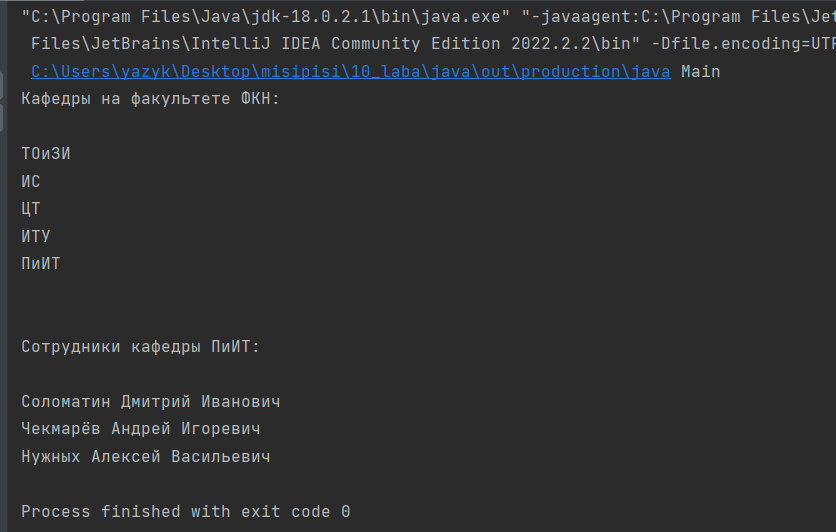 "C:\Program Files\Java\jdk-18.0.2.1\bin\java.exe" "-javaagent:C:\Program Files\Jet
Files\JetBrains\IntelliJ IDEA Community Edition 2022.2.2\bin" -Dfile.encoding=UTF
C:\Users\yazyk\Desktop\misipisi\10_laba\java\out\production\java Main
Кафедры на факультете ФКН:
ТОиЗИ
ИС
ЦТ
ИТУ
ПиИТ
Сотрудники кафедры ПиИТ:
Соломатин Дмитрий Иванович
Чекмарёв Андрей Игоревич
Нужных Алексей Васильевич
Process finished with exit code 0